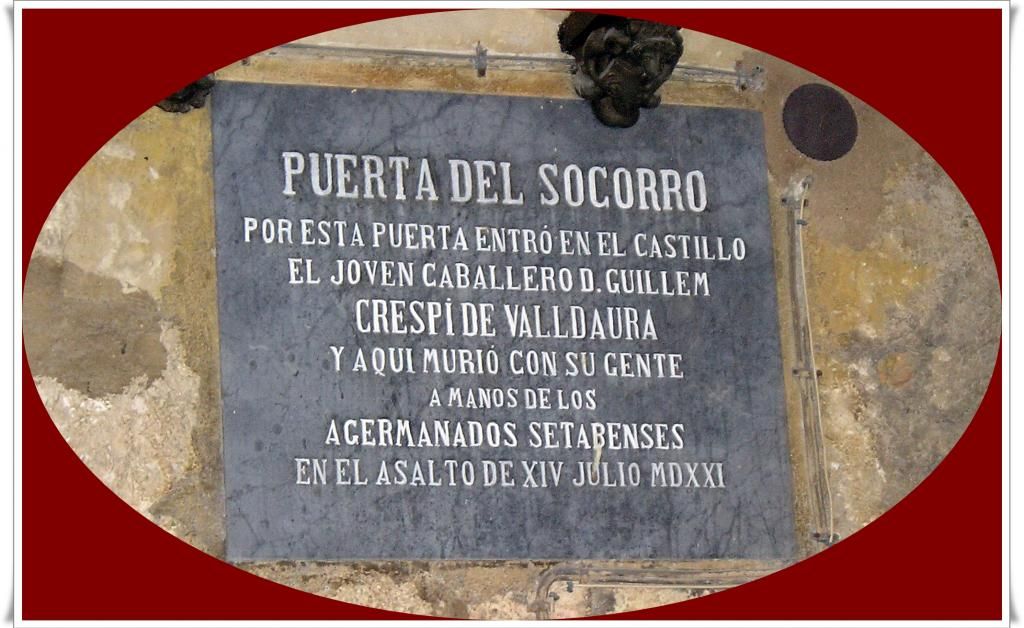 PUERTA DEL SOCORRO
POR ESTA PUERTA ENTRÓ EN EL CASTILLO
EL JOVEN CABALLERO D. GUILLEM
CRESPÍ DE VALLDAURA
Y AQUI MURIÓ CON SU GENTE
A MANOS DE LOS
AGERMANADOS SETABENSES
EN EL ASALTO DE XIV JULIO MDXXI